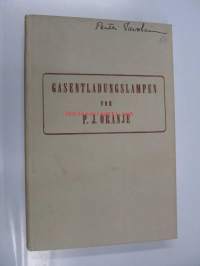 GASENTLADUNGSLAMPEN
VON
P. J. ORANJE